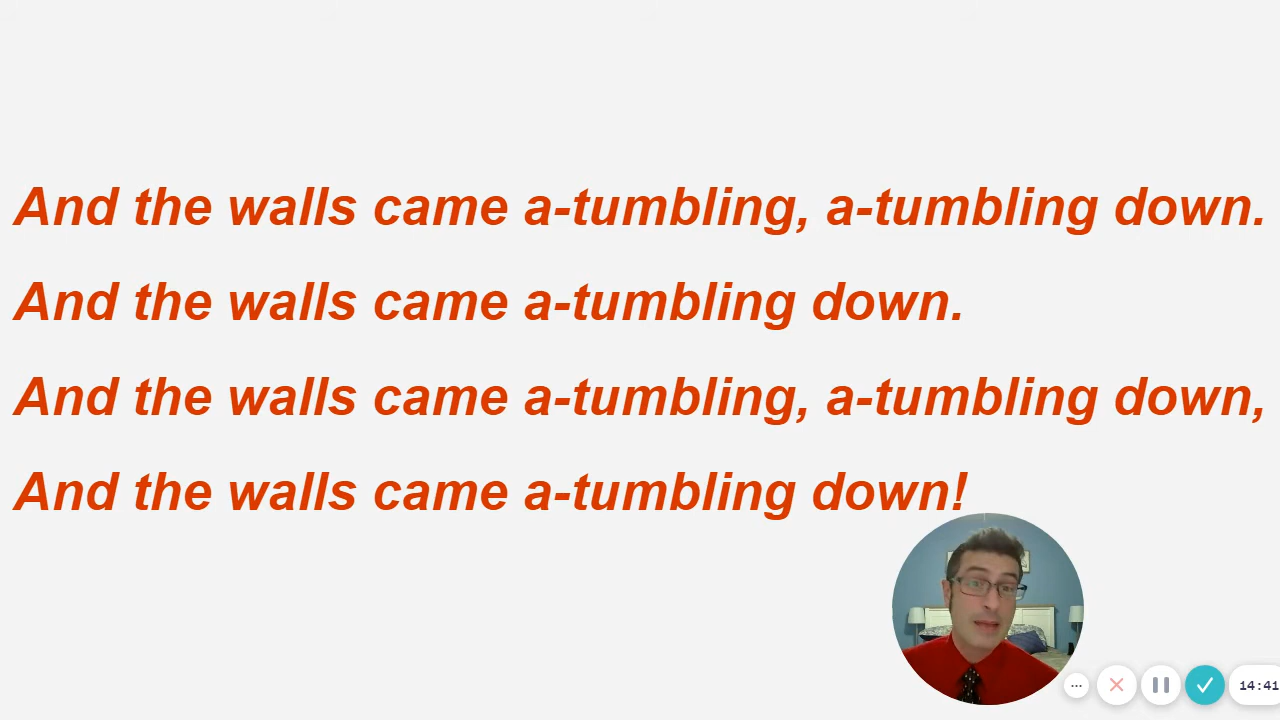 And the walls came a-tumbling, a-tumbling down.
And the walls came a-tumbling down.
And the walls came a-tumbling, a-tumbling down,
And the walls came a-tumbling down!
14:41